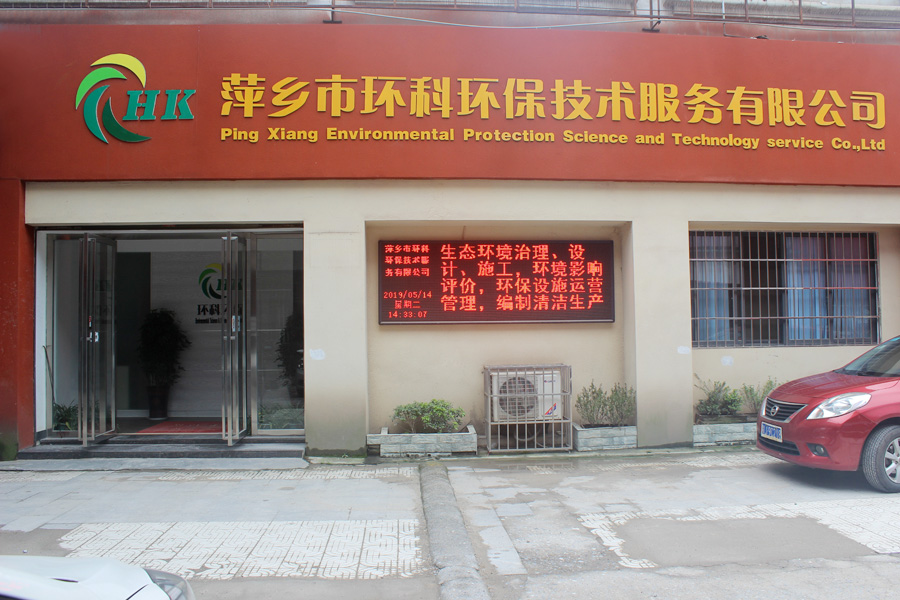 HK
萍乡市环科环保技术服务有限公司
Ping Xiang Environmental Protection Science and Technology service Co.,Ltd
萍乡市环科
环保技术服
务有限公司
2019/05/14
星期二
14:33:07
生态环境治理、设
计、施工，环境影响
评价，环保设施运营
管理，编制清洁生产
环科